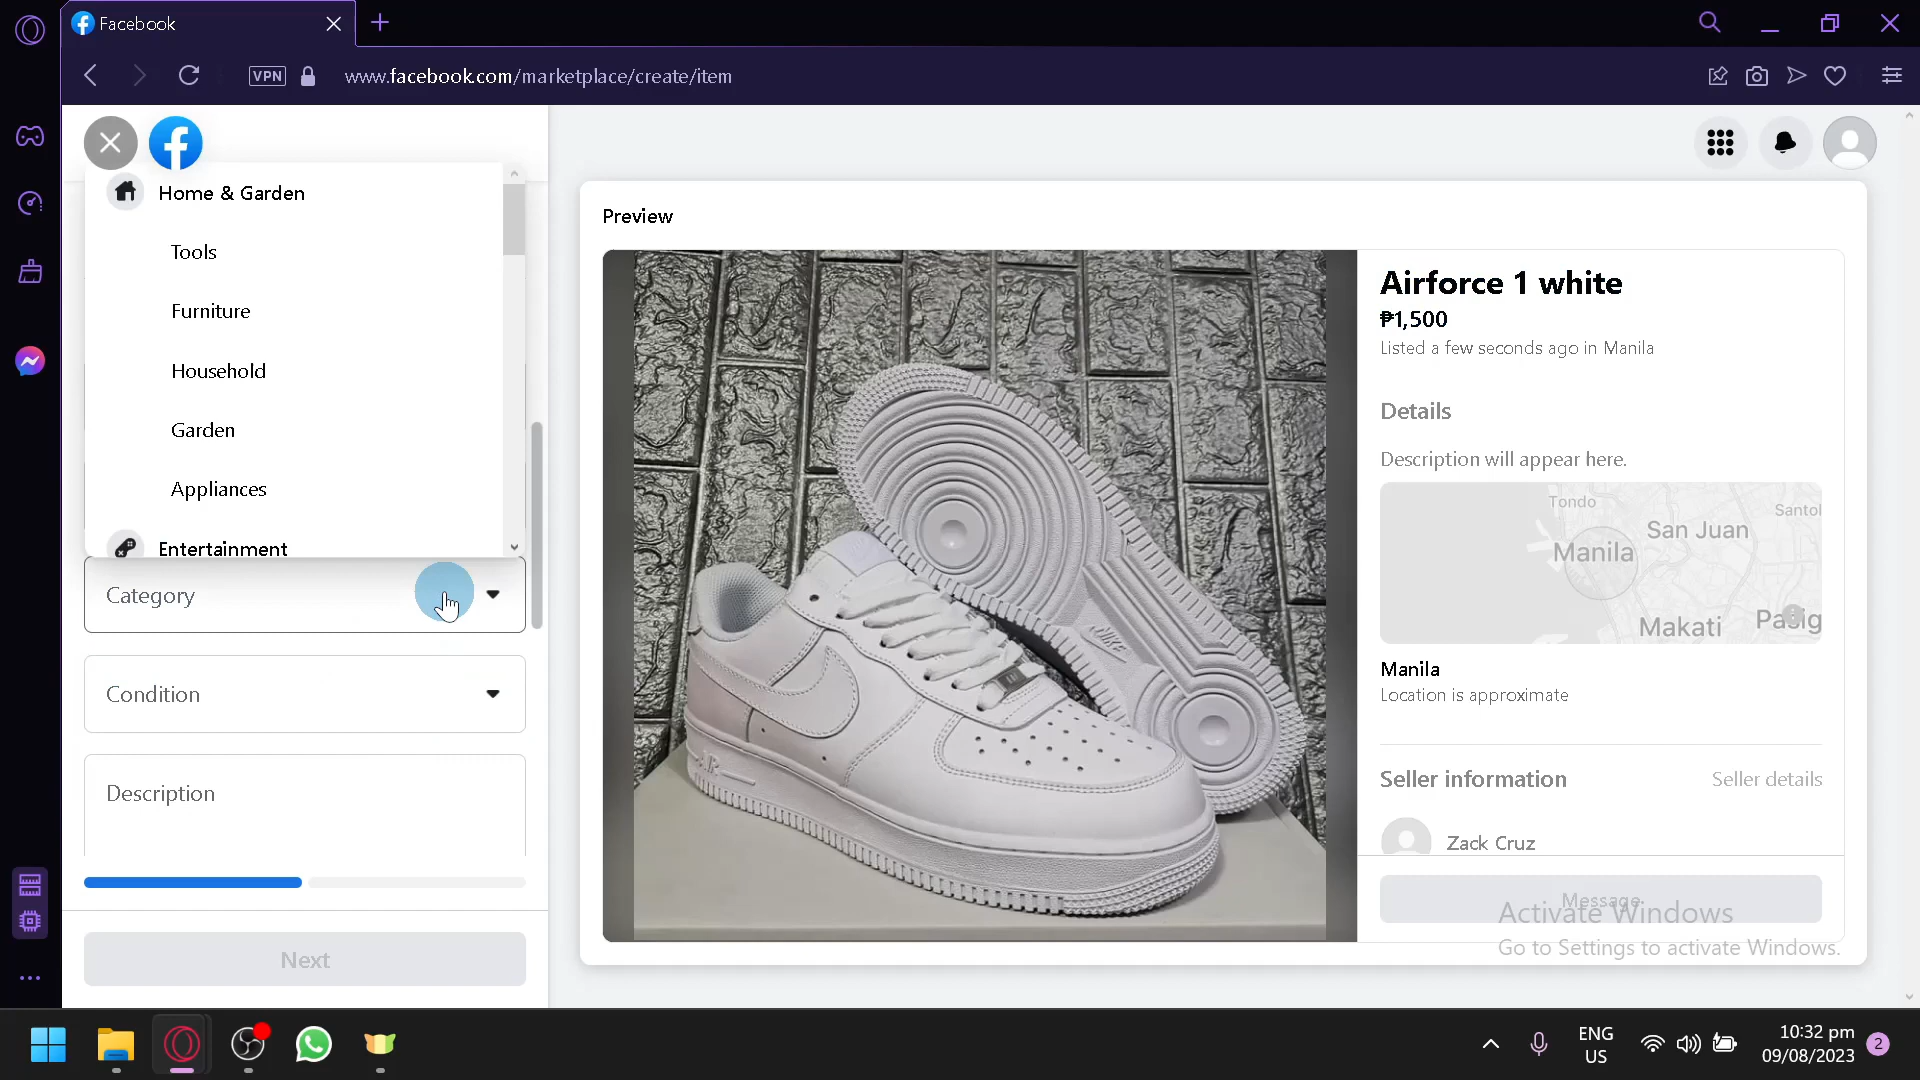 Facebook
VPN
www.facebook.com/marketplace/create/item
Home & Garden
Tools
Furniture
Household
Garden
Appliances
Entertainment
Category
Condition
Description
Next
Preview
Airforce 1 white
₱1,500
Listed a few seconds ago in Manila
Details
Description will appear here.
Tondo
San Juan
Santol
Manila
Makati
Pasig
Manila
Location is approximate
Seller information
Seller details
Zack Cruz
Message
Activate Windows
Go to Settings to activate Windows.
NIKE
AIR
ENG
US
10:32 pm
09/08/2023
2